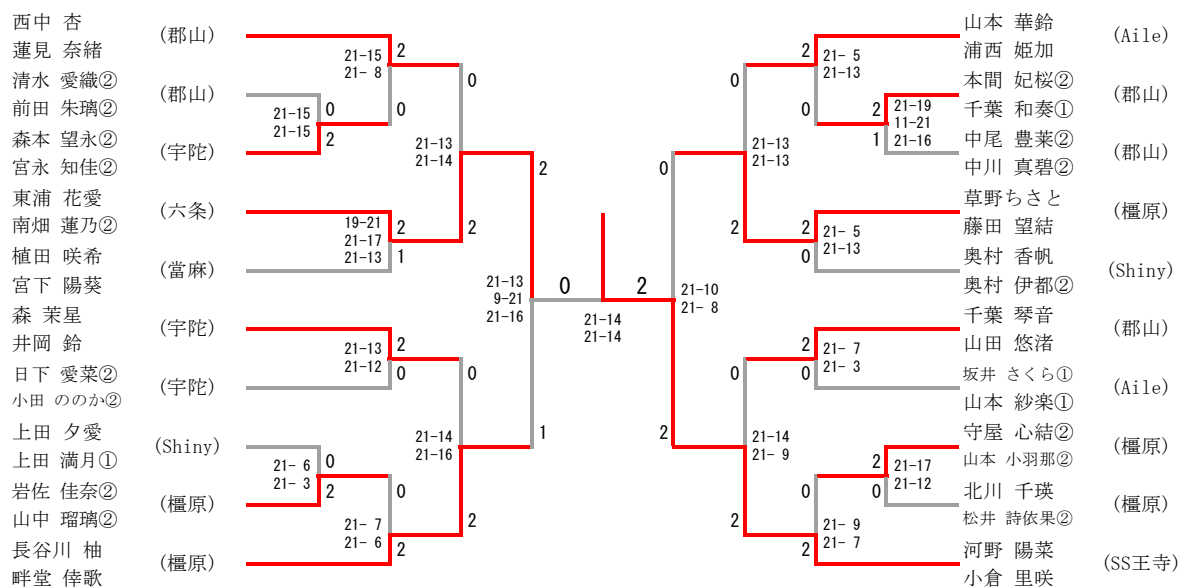 西中 杏
蓮見 奈緒
(郡山)
清水 愛織②
前田 朱璃②
(郡山)
森本 望永②
宮永 知佳②
(宇陀)
東浦 花愛
南畑 蓮乃②
(六条)
植田 咲希
宮下 陽葵
(當麻)
森 茉星
井岡 鈴
(宇陀)
日下 愛菜②
小田 ののか②
(宇陀)
上田 夕愛
上田 満月①
(Shiny)
岩佐 佳奈②
山中 瑠璃②
(橿原)
長谷川 柚
畔堂 倖歌
(橿原)
21-15
21- 8
2
0
21-15
21-15
0
2
19-21
21-17
21-13
2
1
21-13
21-14
0
2
21-13
21-12
2
0
21- 6
21- 3
0
2
21- 7
21- 6
0
2
21-14
21-16
0
2
21-13
9-21
21-16
2
1
0
2
21-14
21-14
21-10
21- 8
0
2
21-13
21-13
0
2
21- 5
21-13
2
0
21-19
11-21
21-16
2
1
21- 5
21-13
2
0
21-14
21- 9
0
2
21- 7
21- 3
2
0
21-17
21-12
2
0
21- 9
21- 7
0
2
山本 華鈴
浦西 姫加
(Aile)
本間 妃桜②
千葉 和奏①
(郡山)
中尾 豊菜②
中川 真碧②
(郡山)
草野ちさと
藤田 望結
(橿原)
奥村 香帆
奥村 伊都②
(Shiny)
千葉 琴音
山田 悠渚
(郡山)
坂井 さくら①
山本 紗楽①
(Aile)
守屋 心結②
山本 小羽那②
(橿原)
北川 千瑛
松井 詩依果②
(橿原)
河野 陽菜
小倉 里咲
(SS王寺)